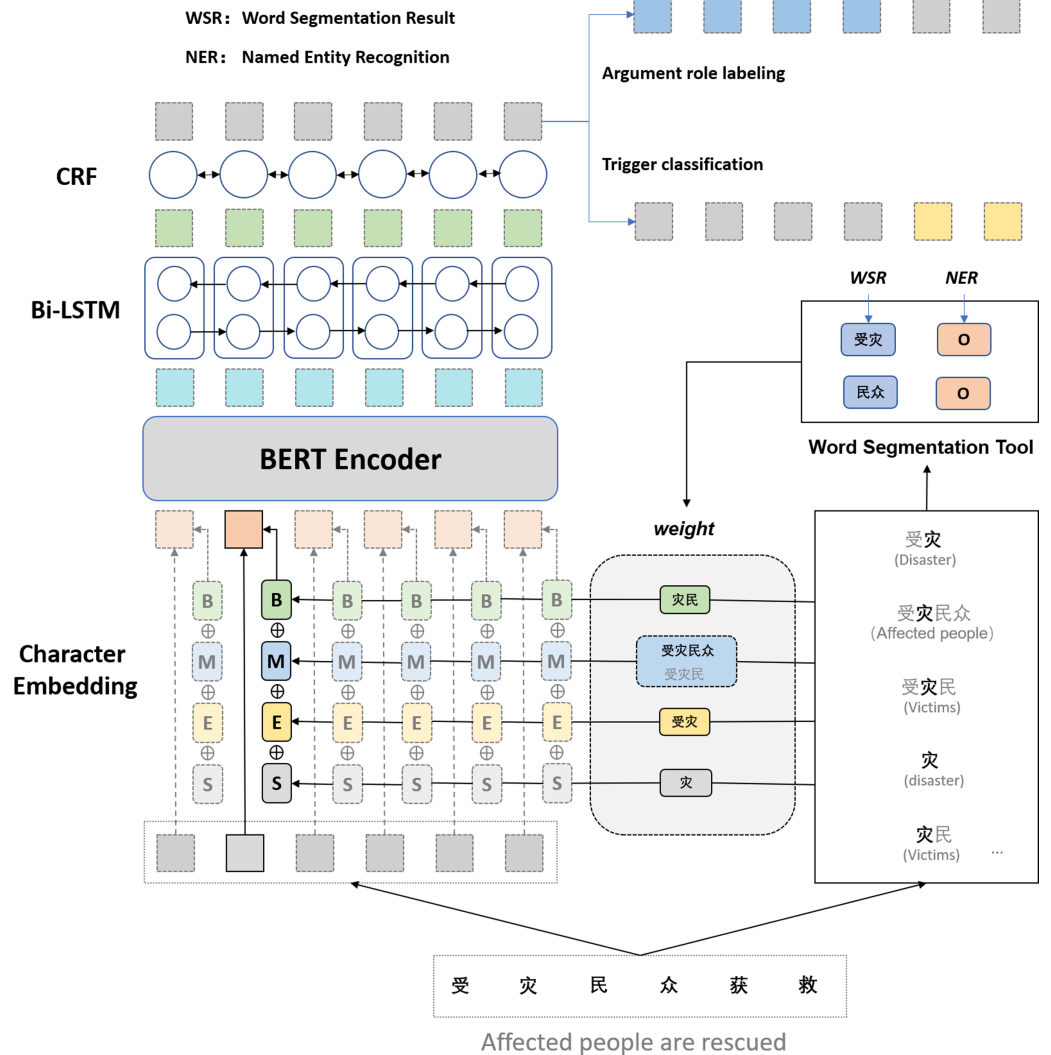 WSR: Word Segmentation Result
NER: Named Entity Recognition
Argument role labeling
Trigger classification
CRF
Bi-LSTM
BERT Encoder
WSR NER
受灾 O
民众 O
Word Segmentation Tool
weight
Character
Embedding
B B B B B B
M M M M M M
E E E E E E
S S S S S S
灾民
受灾民众
受灾民
受灾
灾
受灾
(Disaster)
受灾民众
(Affected people)
受灾民
(Victims)
灾
(disaster)
灾民
(Victims) ...
受 灾 民 众 获 救
Affected people are rescued